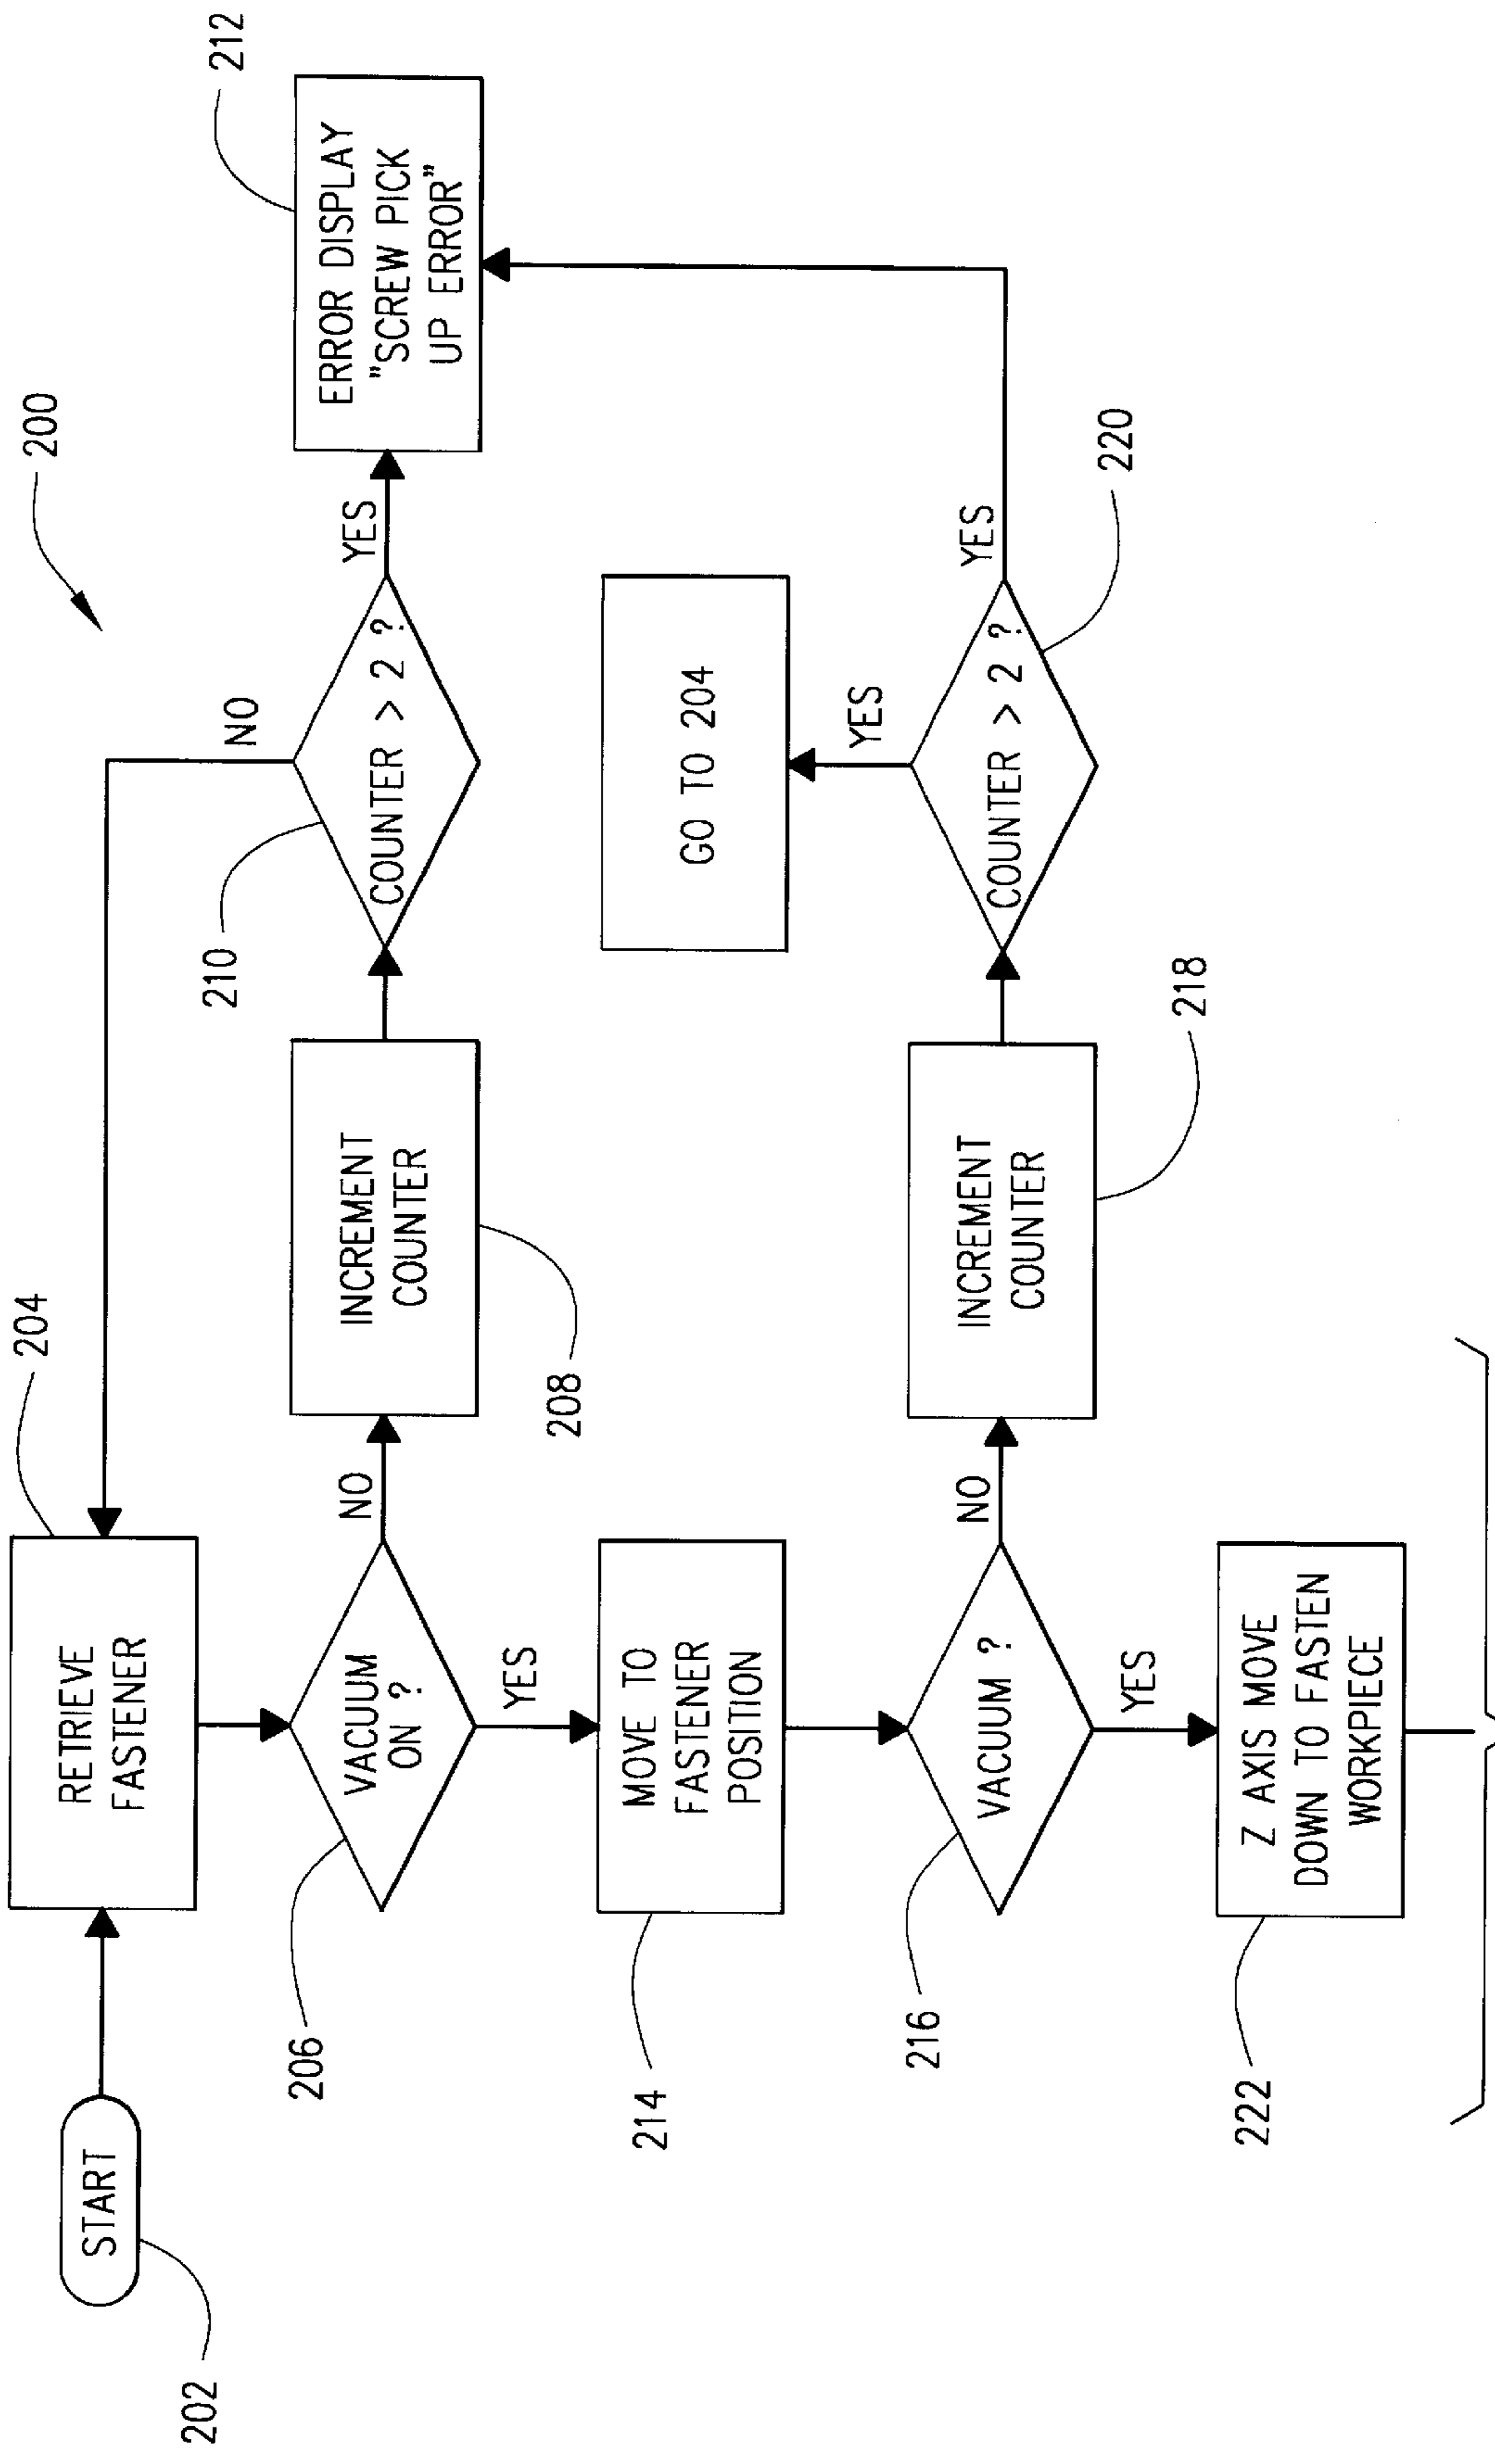 200
202
START
204
RETRIEVE
FASTENER
206
VACUUM
ON ?
NO
YES
208
INCREMENT
COUNTER
210
COUNTER > 2 ?
NO
YES
212
ERROR DISPLAY
"SCREW PICK
UP ERROR"
214
MOVE TO
FASTENER
POSITION
GO TO 204
216
VACUUM ?
NO
YES
218
INCREMENT
COUNTER
220
COUNTER > 2 ?
YES
YES
222
Z AXIS MOVE
DOWN TO FASTEN
WORKPIECE